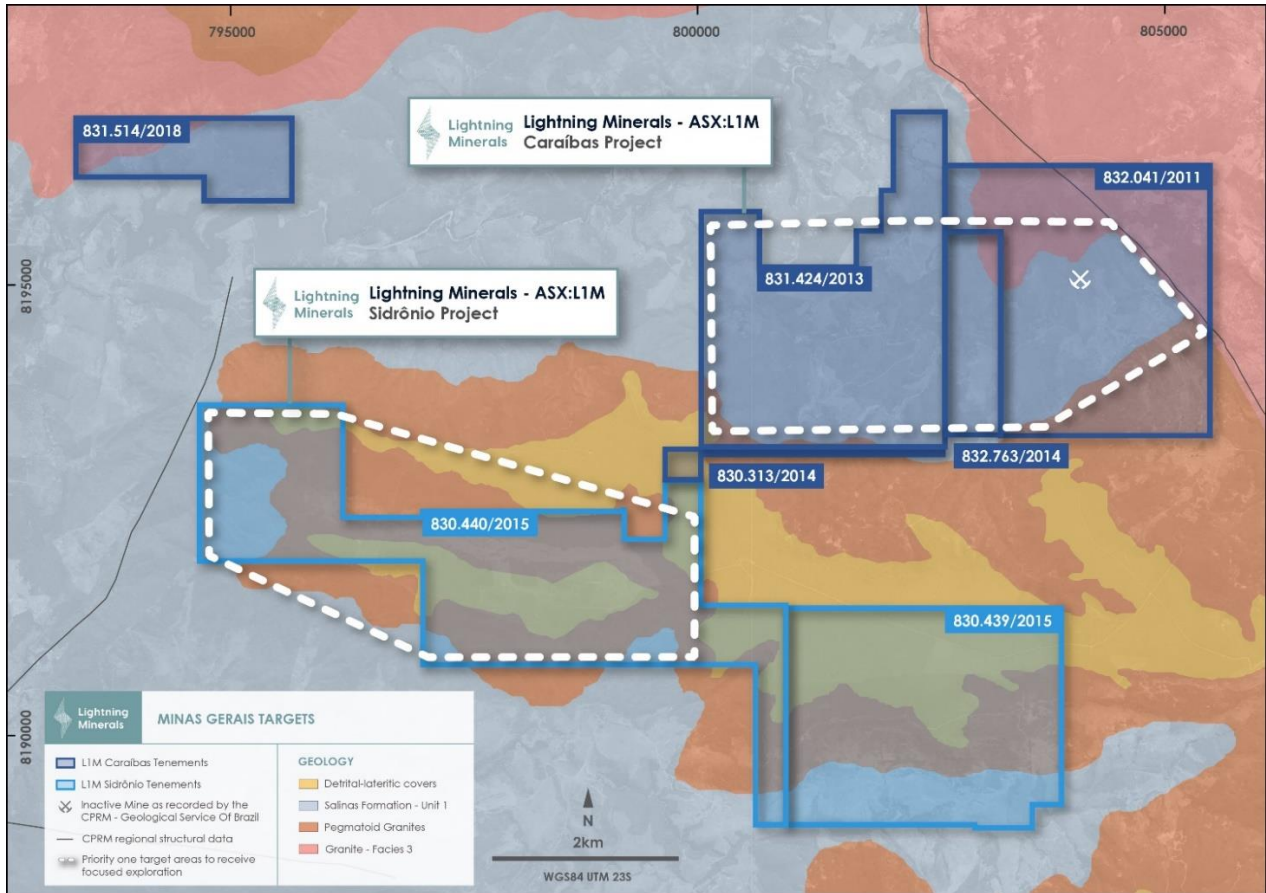 795000
800000
805000
831.514/2018
Lightning Minerals
Lightning Minerals - ASX:L1M
Caraíbas Project
832.041/2011
8195000
831.424/2013
Lightning Minerals
Lightning Minerals - ASX:L1M
Sidrônio Project
832.763/2014
830.313/2014
830.440/2015
830.439/2015
8190000
Lightning Minerals
MINAS GERAIS TARGETS
L1M Caraíbas Tenements
L1M Sidrônio Tenements
Inactive Mine as recorded by the
CPRM - Geological Service Of Brazil
CPRM regional structural data
Priority one target areas to receive
focused exploration
GEOLOGY
Detrital-lateritic covers
Salinas Formation - Unit 1
Pegmatoid Granites
Granite - Facies 3
N
2km
WGS84 UTM 23S